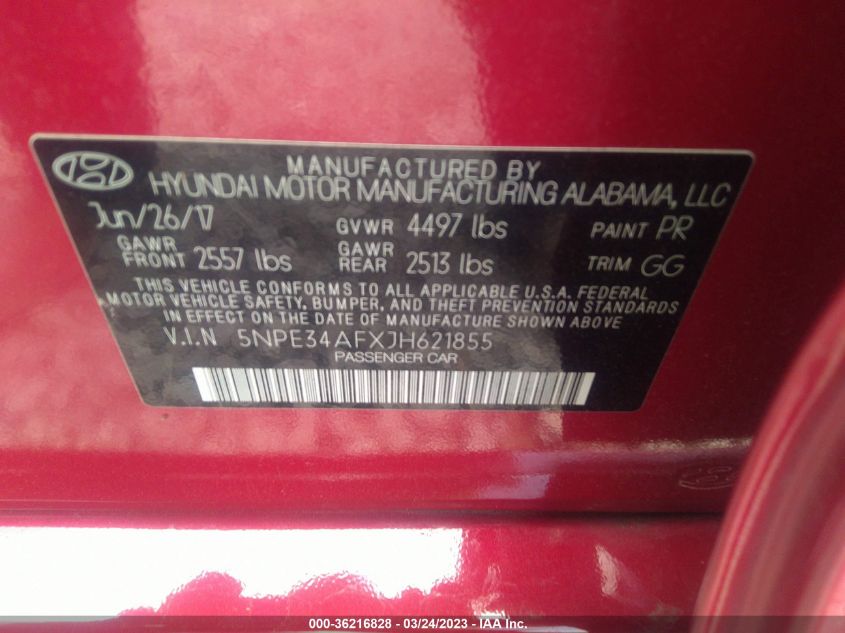 MANUFACTURED BY
HYUNDAI MOTOR MANUFACTURING ALABAMA, LLC
Jun/26/17 GVWR 4497 lbs PAINT PR
GAWR FRONT 2557 lbs GAWR REAR 2513 lbs TRIM GG
THIS VEHICLE CONFORMS TO ALL APPLICABLE U.S.A. FEDERAL
MOTOR VEHICLE SAFETY, BUMPER, AND THEFT PREVENTION STANDARDS
IN EFFECT ON THE DATE OF MANUFACTURE SHOWN ABOVE
V.I.N 5NPE34AFXJH621855
PASSENGER CAR
000-36216828 - 03/24/2023 - IAA Inc.